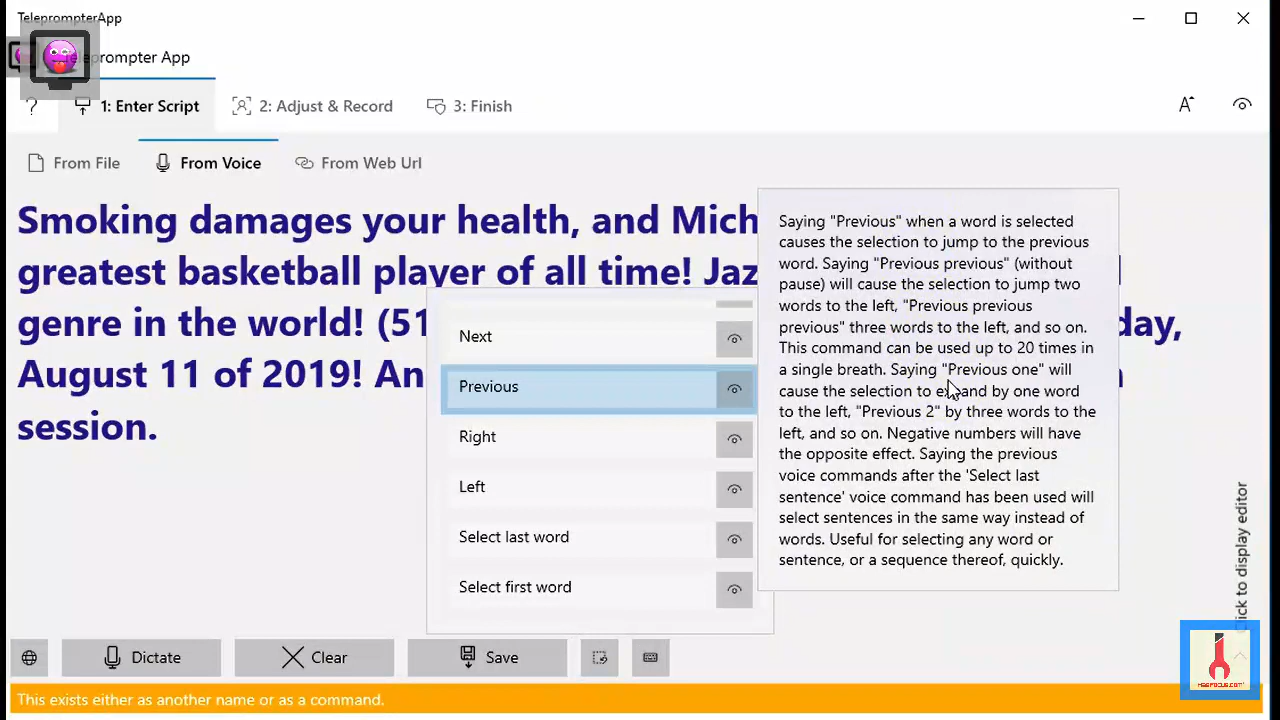 TeleprompterApp
Teleprompter App
?
1: Enter Script
2: Adjust & Record
3: Finish
From File
From Voice
From Web Url
Smoking damages your health, and Mich
greatest basketball player of all time! Jaz
genre in the world! (51
day,
August 11 of 2019! An
session.
Next
Previous
Right
Left
Select last word
Select first word
Saying "Previous" when a word is selected
causes the selection to jump to the previous
word. Saying "Previous previous" (without
pause) will cause the selection to jump two
words to the left, "Previous previous
previous" three words to the left, and so on.
This command can be used up to 20 times in
a single breath. Saying "Previous one" will
cause the selection to expand by one word
to the left, "Previous 2" by three words to the
left, and so on. Negative numbers will have
the opposite effect. Saying the previous
voice commands after the 'Select last
sentence' voice command has been used will
select sentences in the same way instead of
words. Useful for selecting any word or
sentence, or a sequence thereof, quickly.
Click to display editor
Dictate
Clear
Save
HASFOCUS.COM
This exists either as another name or as a command.